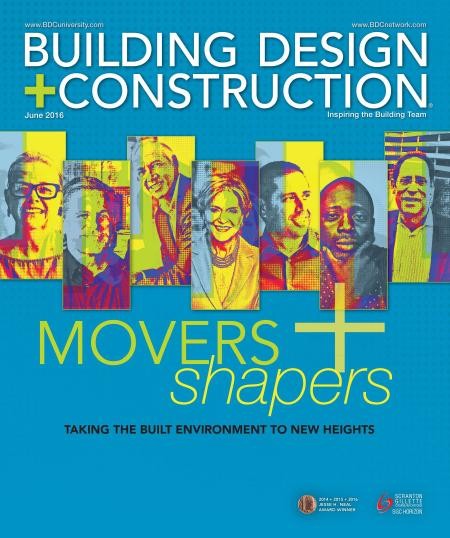 www.BDCuniversity.com
www.BDCnetwork.com
BUILDING DESIGN
+CONSTRUCTION®
June 2016
Inspiring the Building Team
MOVERS +
shapers
TAKING THE BUILT ENVIRONMENT TO NEW HEIGHTS
2014 • 2015 • 2016
JESSE H. NEAL
AWARD WINNER
SCRANTON
GILLETTE
COMMUNICATIONS
SGC HORIZON